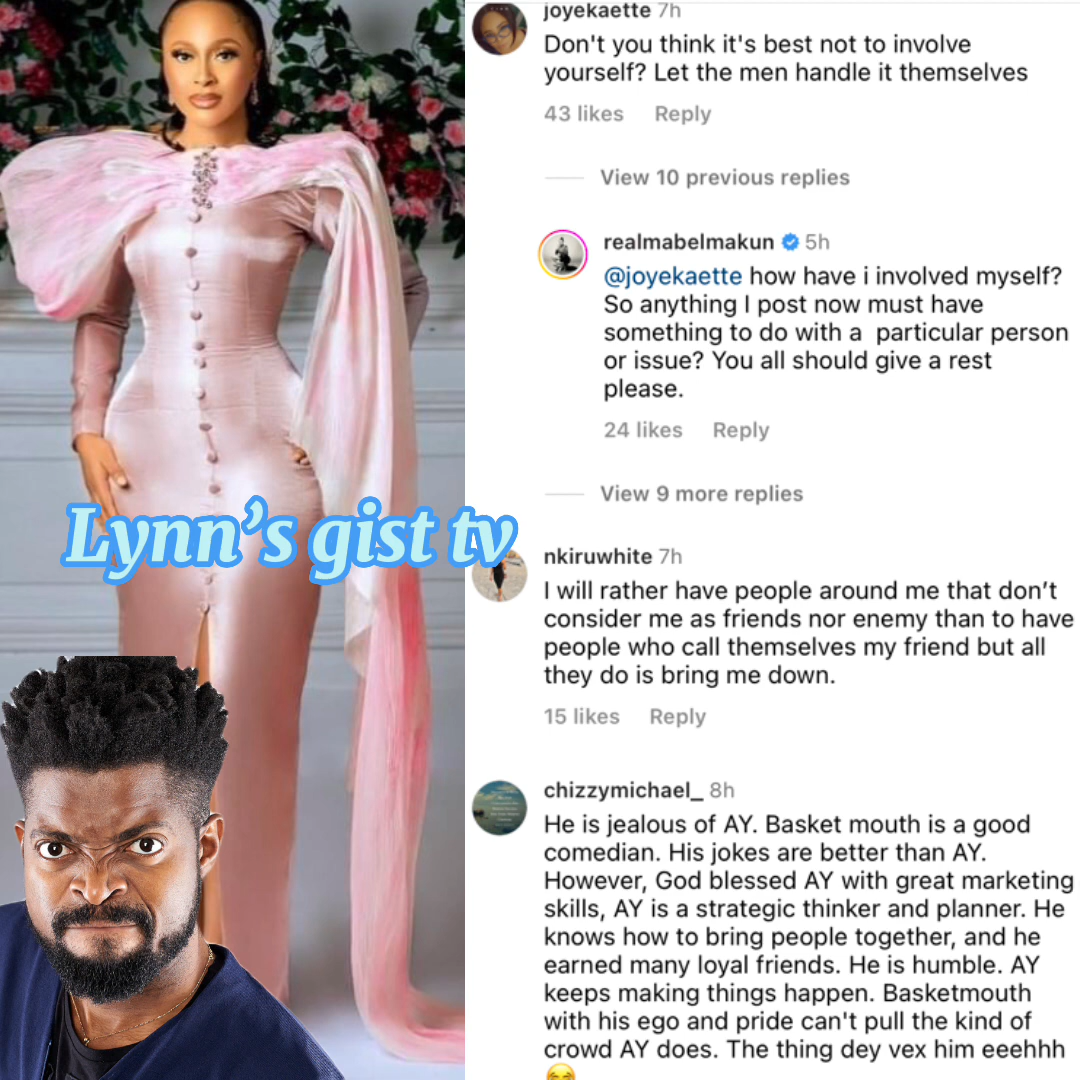 joyekaette 7h
Don't you think it's best not to involve
yourself? Let the men handle it themselves
43 likes Reply
View 10 previous replies
realmabelmakun 5h
@joyekaette how have i involved myself?
So anything I post now must have
something to do with a particular person
or issue? You all should give a rest
please.
24 likes Reply
View 9 more replies
Lynn's gist tv
nkiruwhite 7h
I will rather have people around me that don't
consider me as friends nor enemy than to have
people who call themselves my friend but all
they do is bring me down.
15 likes Reply
chizzymichael_ 8h
He is jealous of AY. Basket mouth is a good
comedian. His jokes are better than AY.
However, God blessed AY with great marketing
skills, AY is a strategic thinker and planner. He
knows how to bring people together, and he
earned many loyal friends. He is humble. AY
keeps making things happen. Basketmouth
with his ego and pride can't pull the kind of
crowd AY does. The thing dey vex him eeehhh